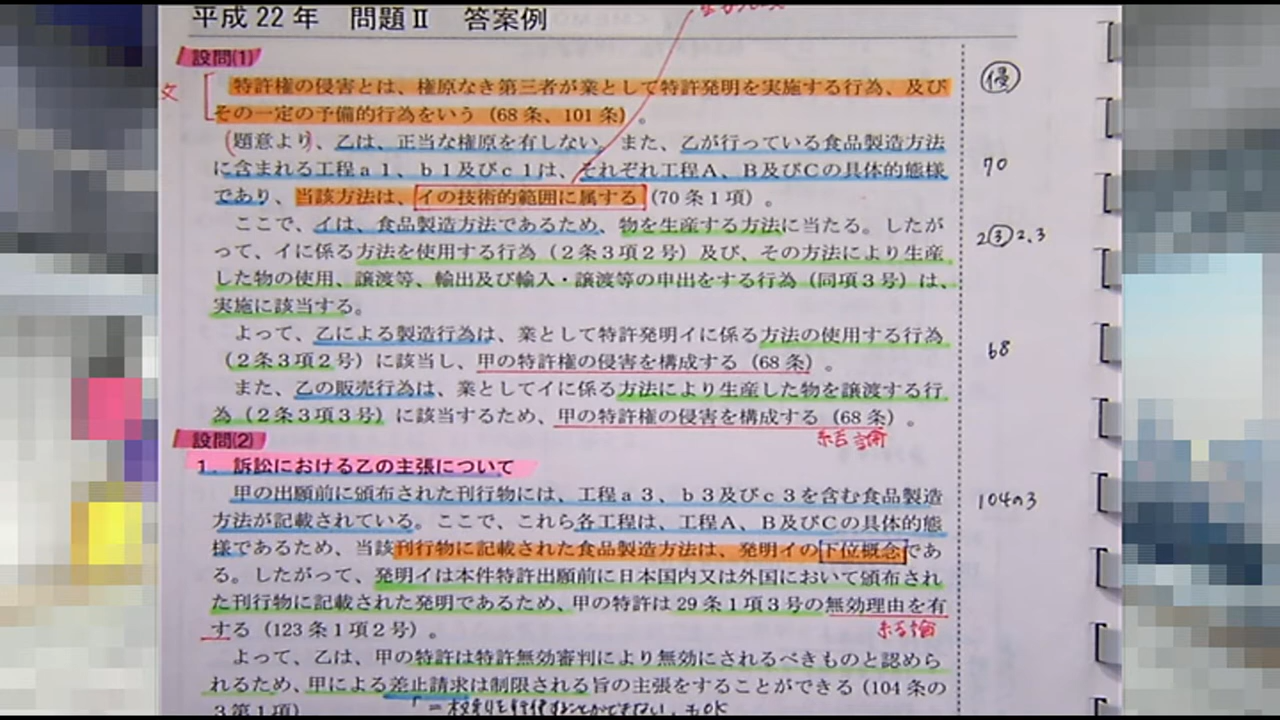 平成22年 問題Ⅱ 答案例
設問(1)
特許権の侵害とは、権原なき第三者が業として特許発明を実施する行為、及び
その一定の予備的行為をいう(68条、101条)。
侵
文
題意より、乙は、正当な権原を有しない。また、乙が行っている食品製造方法
に含まれる工程a1、b1及びc1は、それぞれ工程A、B及びCの具体的態様
70
であり、当該方法は、イの技術的範囲に属する(70条1項)。
ここで、イは、食品製造方法であるため、物を生産する方法に当たる。したが
2③2、3
って、イに係る方法を使用する行為(2条3項2号)及び、その方法により生産
した物の使用、譲渡等、輸出及び輸入・譲渡等の申出をする行為(同項3号)は、
実施に該当する。
よって、乙による製造行為は、業として特許発明イに係る方法の使用する行為
68
(2条3項2号)に該当し、甲の特許権の侵害を構成する(68条)。
また、乙の販売行為は、業としてイに係る方法により生産した物を譲渡する行
為(2条3項3号)に該当するため、甲の特許権の侵害を構成する(68条)。
結論
設問(2)
1.訴訟における乙の主張について
甲の出願前に頒布された刊行物には、工程a3、b3及びc3を含む食品製造
104の3
方法が記載されている。ここで、これら各工程は、工程A、B及びCの具体的態
様であるため、当該刊行物に記載された食品製造方法は、発明イの下位概念であ
る。したがって、発明イは本件特許出願前に日本国内又は外国において頒布され
た刊行物に記載された発明であるため、甲の特許は29条1項3号の無効理由を有
する(123条1項2号)。
結論
よって、乙は、甲の特許は特許無効審判により無効にされるべきものと認めら
れるため、甲による差止請求は制限される旨の主張をすることができる(104条の
3第1項)
「=権利を行使することができない」もOK